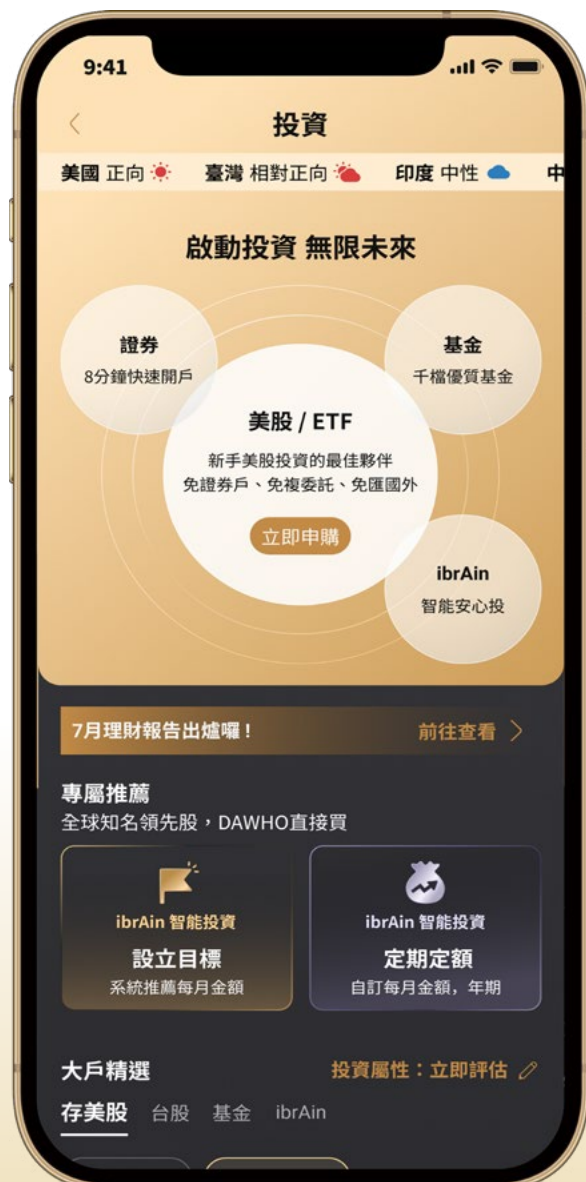 9:41
投資
美國 正向 臺灣 相對正向 印度 中性 中
啟動投資 無限未來
證券
8分鐘快速開戶
基金
千檔優質基金
美股 / ETF
新手美股投資的最佳夥伴
免證券戶、免複委託、免匯國外
立即申購
ibrAin
智能安心投
7月理財報告出爐囉！ 前往查看
專屬推薦
全球知名領先股，DAWHO直接買
ibrAin 智能投資
設立目標
系統推薦每月金額
ibrAin 智能投資
定期定額
自訂每月金額，年期
大戶精選 投資屬性：立即評估
存美股 台股 基金 ibrAin